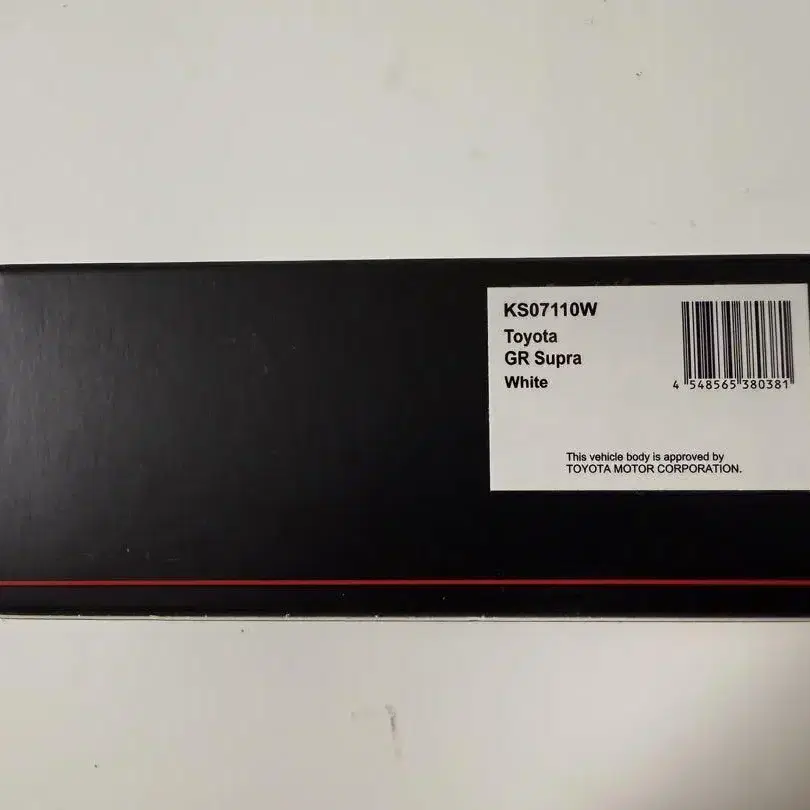 KS07110W
Toyota
GR Supra
White
4 548565 380381
This vehicle body is approved by
TOYOTA MOTOR CORPORATION.